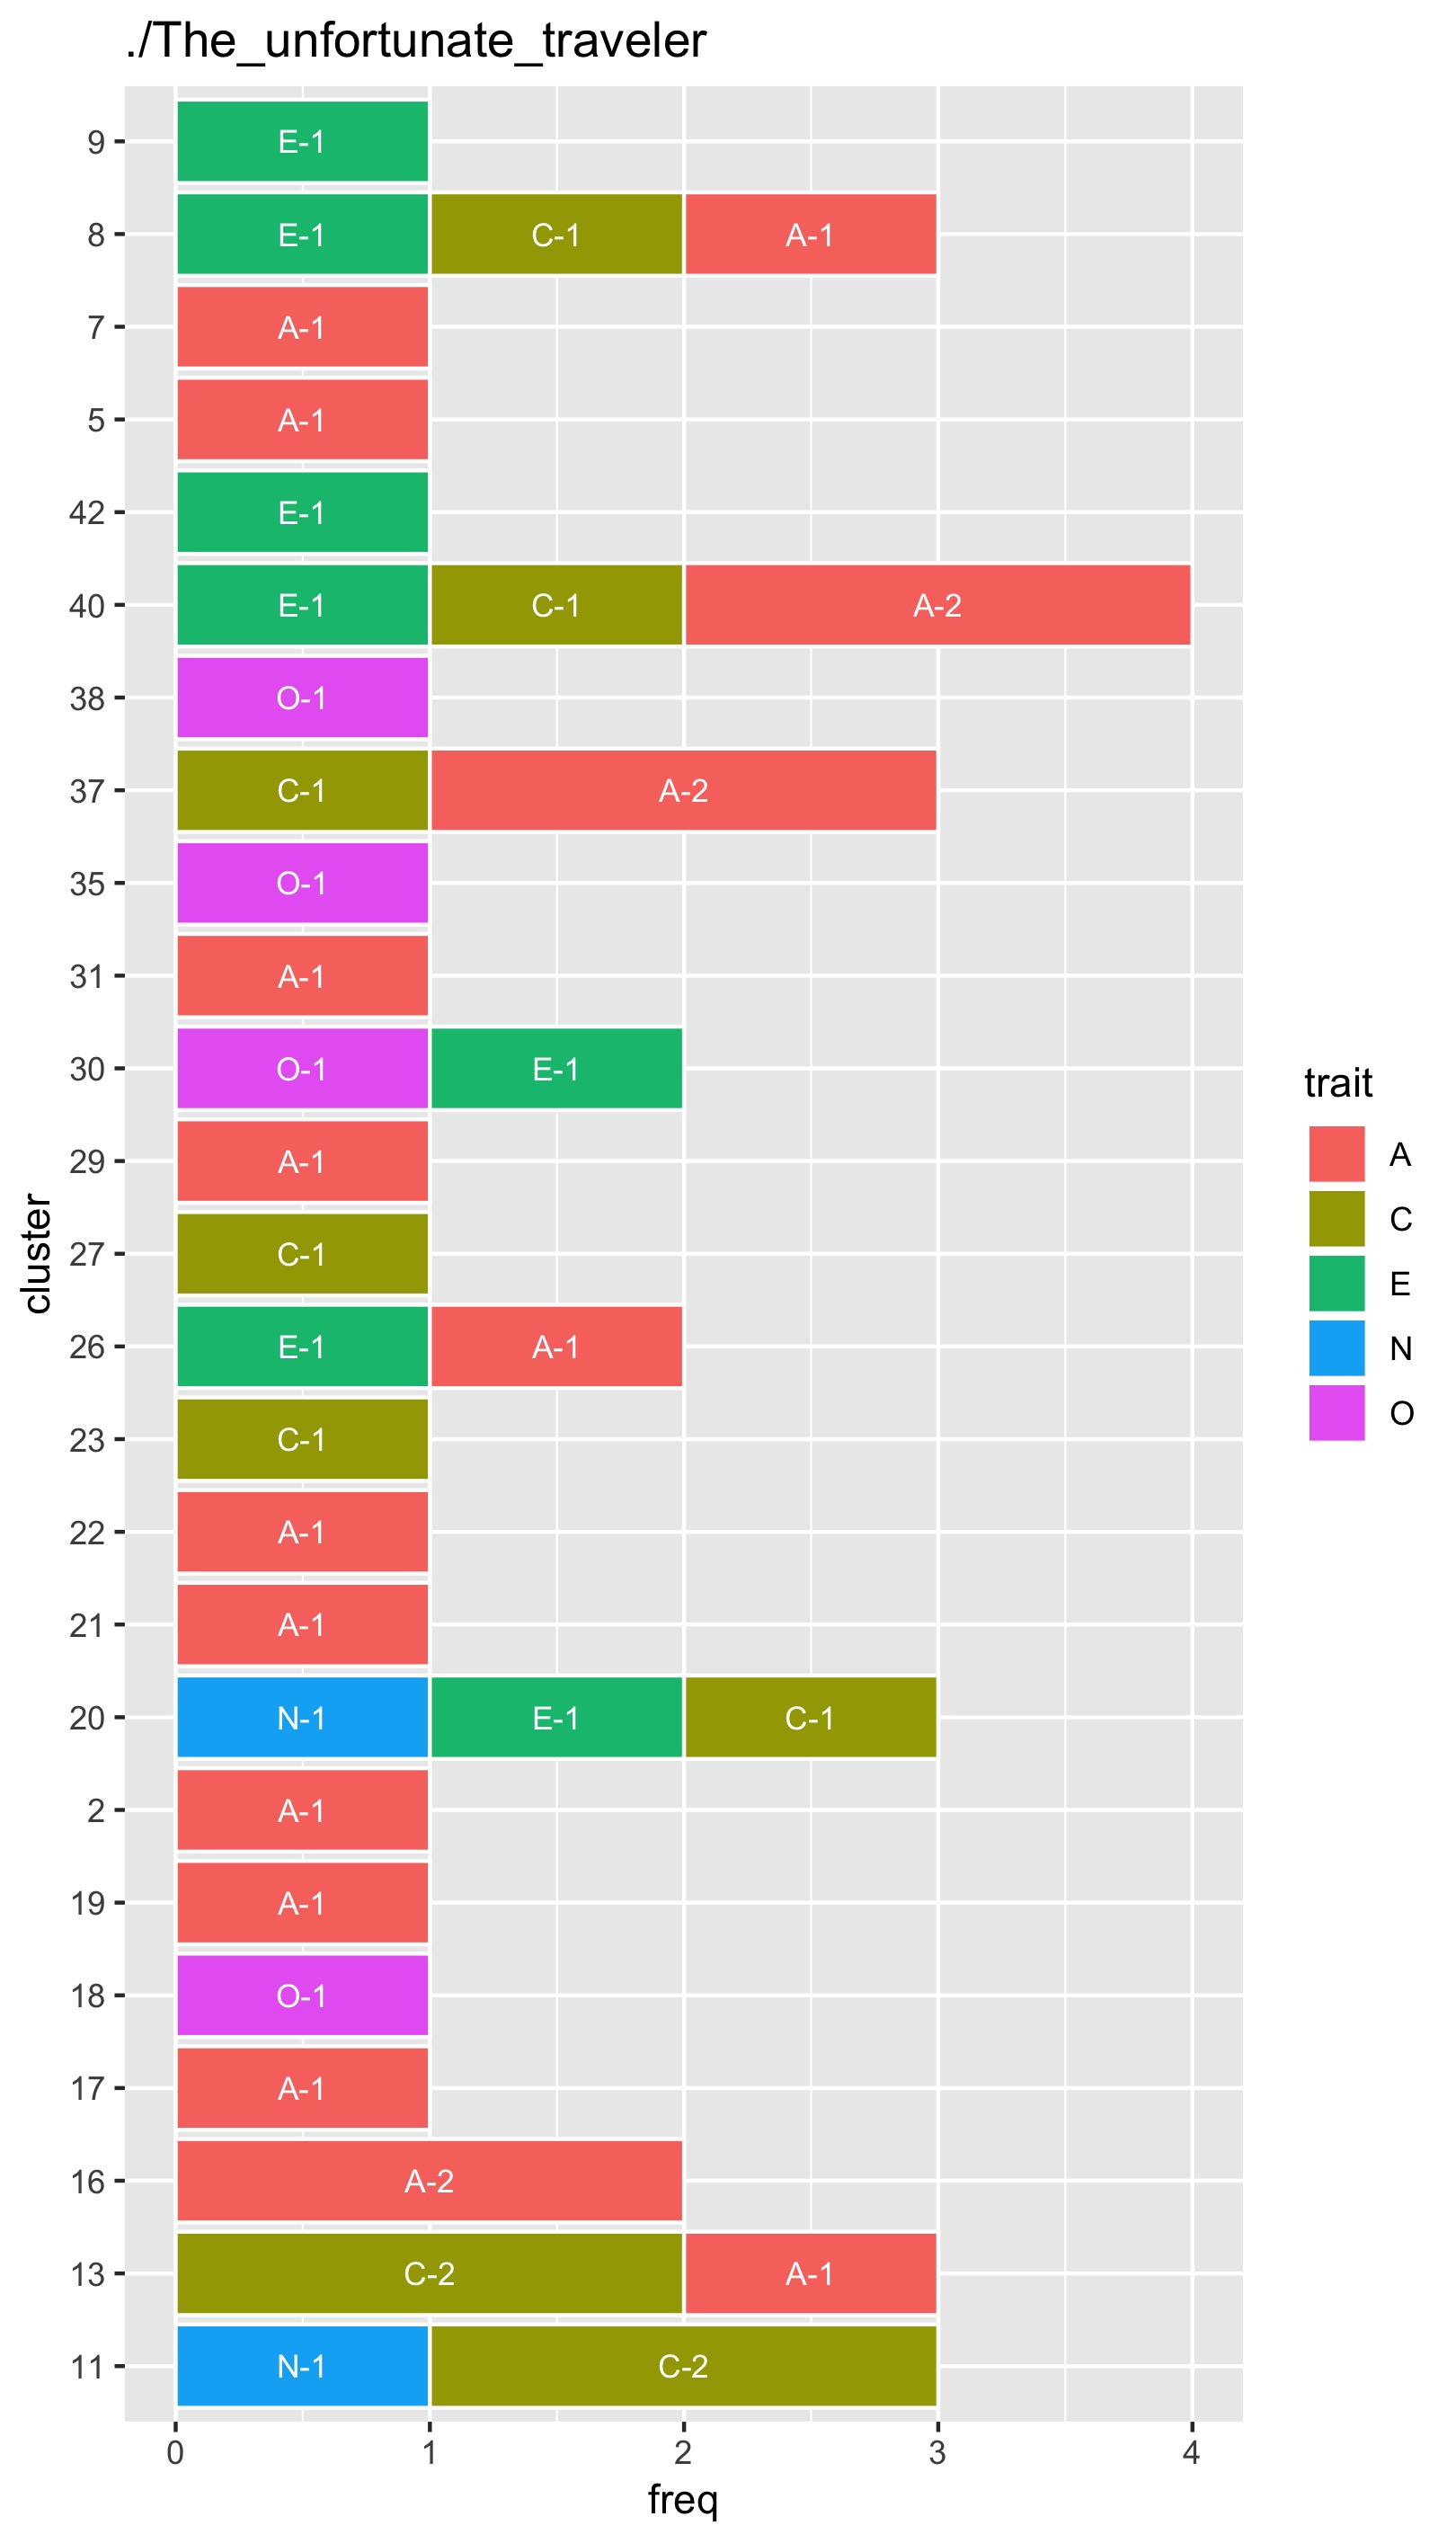 ./The_unfortunate_traveler
9 E-1
8 E-1 C-1 A-1
7 A-1
5 A-1
42 E-1
40 E-1 C-1 A-2
38 O-1
37 C-1 A-2
35 O-1
31 A-1
30 O-1 E-1
29 A-1
27 C-1
26 E-1 A-1
23 C-1
22 A-1
21 A-1
20 N-1 E-1 C-1
2 A-1
19 A-1
18 O-1
17 A-1
16 A-2
13 C-2 A-1
11 N-1 C-2
0 1 2 3 4
freq
cluster
trait
A
C
E
N
O